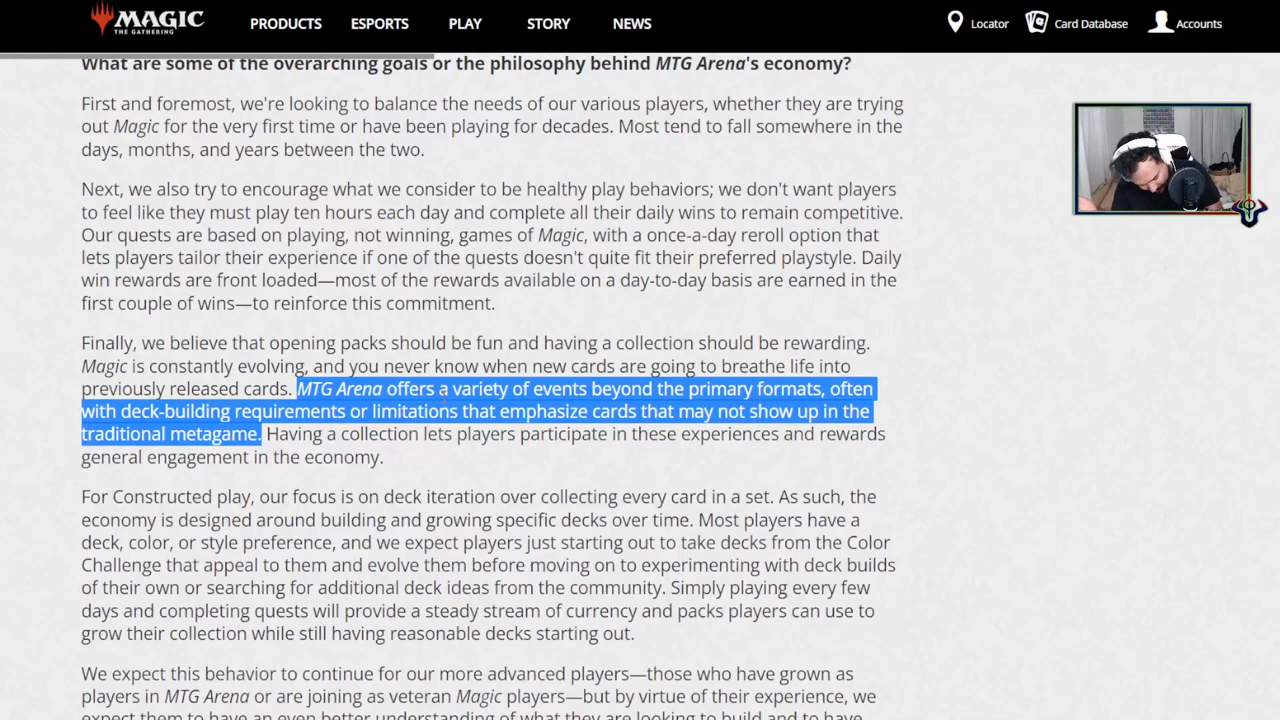 MAGIC
THE GATHERING
PRODUCTS
ESPORTS
PLAY
STORY
NEWS
Locator
Card Database
Accounts
What are some of the overarching goals or the philosophy behind MTG Arena's economy?
First and foremost, we're looking to balance the needs of our various players, whether they are trying
out Magic for the very first time or have been playing for decades. Most tend to fall somewhere in the
days, months, and years between the two.
Next, we also try to encourage what we consider to be healthy play behaviors; we don't want players
to feel like they must play ten hours each day and complete all their daily wins to remain competitive.
Our quests are based on playing, not winning, games of Magic, with a once-a-day reroll option that
lets players tailor their experience if one of the quests doesn't quite fit their preferred playstyle. Daily
win rewards are front loaded—most of the rewards available on a day-to-day basis are earned in the
first couple of wins—to reinforce this commitment.
Finally, we believe that opening packs should be fun and having a collection should be rewarding.
Magic is constantly evolving, and you never know when new cards are going to breathe life into
previously released cards. MTG Arena offers a variety of events beyond the primary formats, often
with deck-building requirements or limitations that emphasize cards that may not show up in the
traditional metagame. Having a collection lets players participate in these experiences and rewards
general engagement in the economy.
For Constructed play, our focus is on deck iteration over collecting every card in a set. As such, the
economy is designed around building and growing specific decks over time. Most players have a
deck, color, or style preference, and we expect players just starting out to take decks from the Color
Challenge that appeal to them and evolve them before moving on to experimenting with deck builds
of their own or searching for additional deck ideas from the community. Simply playing every few
days and completing quests will provide a steady stream of currency and packs players can use to
grow their collection while still having reasonable decks starting out.
We expect this behavior to continue for our more advanced players—those who have grown as
players in MTG Arena or are joining as veteran Magic players—but by virtue of their experience, we
expect them to have an even better understanding of what they are looking to build and to have